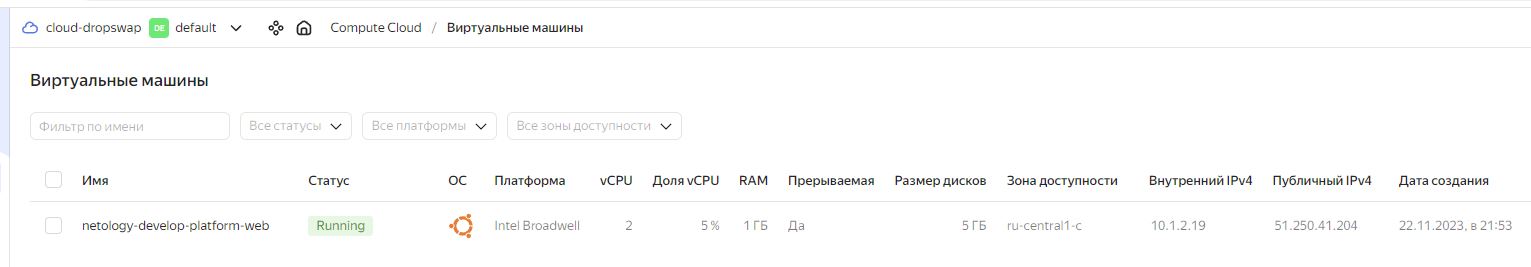 cloud-dropswap DE default Compute Cloud / Виртуальные машины
Виртуальные машины
Фильтр по имени Все статусы Все платформы Все зоны доступности
Имя Статус ОС Платформа vCPU Доля vCPU RAM Прерываемая Размер дисков Зона доступности Внутренний IPv4 Публичный IPv4 Дата создания
netology-develop-platform-web Running Intel Broadwell 2 5 % 1 ГБ Да 5 ГБ ru-central1-c 10.1.2.19 51.250.41.204 22.11.2023, в 21:53